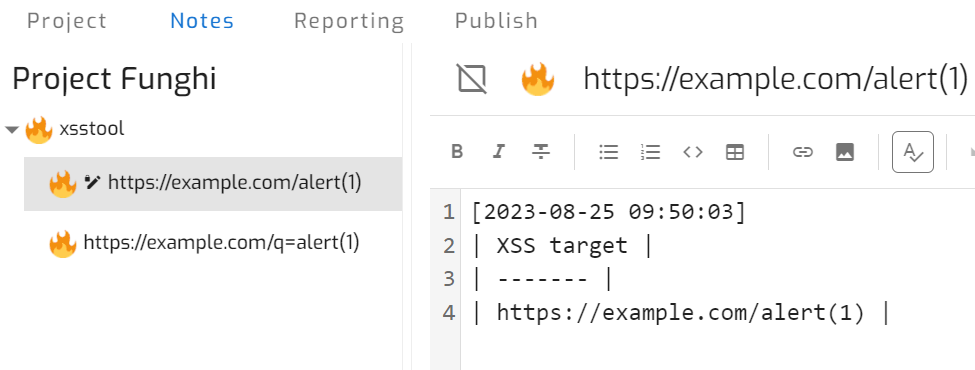 Project Notes Reporting Publish
Project Funghi
xsstool
https://example.com/alert(1)
https://example.com/q=alert(1)
https://example.com/alert(1)
B I S
1 [2023-08-25 09:50:03]
2 | XSS target |
3 | ------- |
4 | https://example.com/alert(1) |